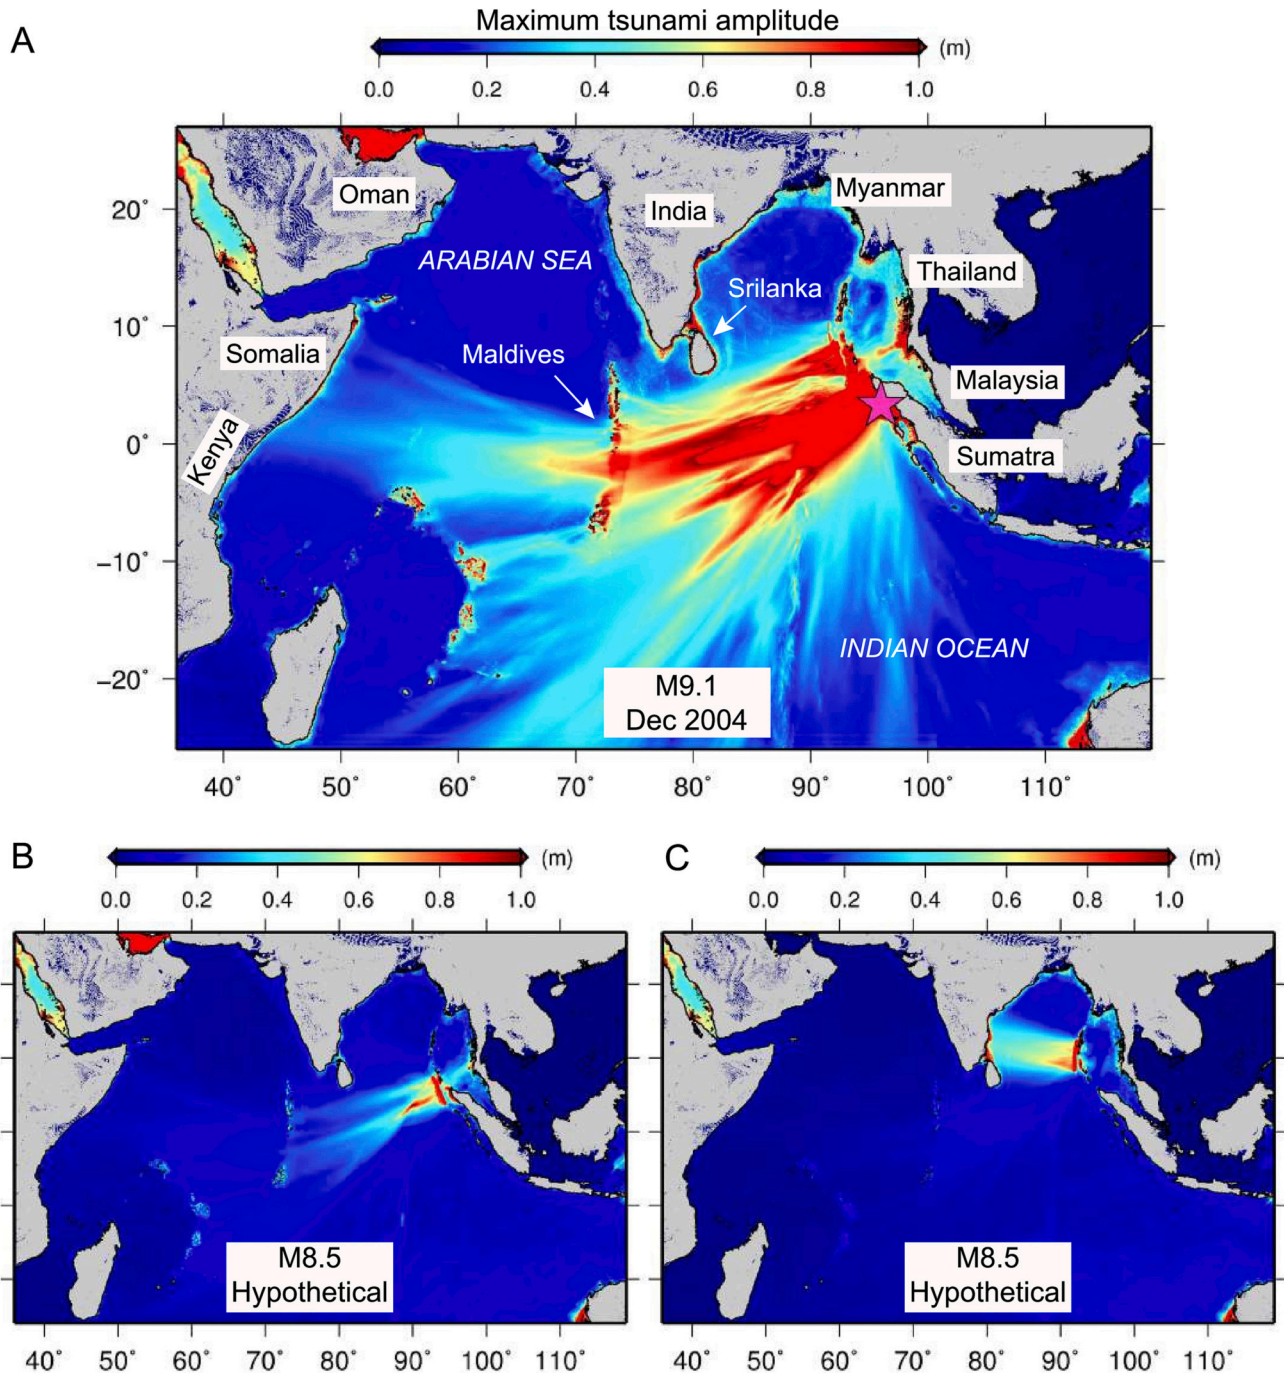 A
Maximum tsunami amplitude
(m)
0.0 0.2 0.4 0.6 0.8 1.0
Oman
India
Myanmar
20°
ARABIAN SEA
Thailand
Srilanka
10°
Somalia
Maldives
Malaysia
0°
Kenya
Sumatra
−10°
INDIAN OCEAN
−20°
M9.1
Dec 2004
40° 50° 60° 70° 80° 90° 100° 110°
B
(m)
0.0 0.2 0.4 0.6 0.8 1.0
M8.5
Hypothetical
40° 50° 60° 70° 80° 90° 100° 110°
C
(m)
0.0 0.2 0.4 0.6 0.8 1.0
M8.5
Hypothetical
40° 50° 60° 70° 80° 90° 100° 110°